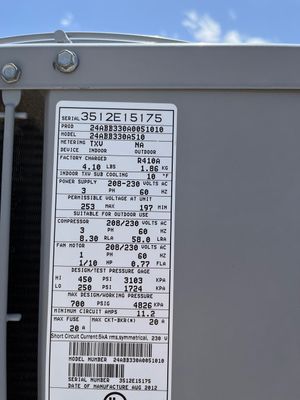 SERIAL 3512E15175
PROD 24ABB330A0051010
MODEL 24ABB330A510
METERING TXV NA
DEVICE INDOOR OUTDOOR
FACTORY CHARGED R410A
4.10 LBS 1.86 KG
INDOOR TXV SUB COOLING 10 °F
POWER SUPPLY 208-230 VOLTS AC
3 PH 60 HZ
PERMISSIBLE VOLTAGE AT UNIT
253 MAX 197 MIN
SUITABLE FOR OUTDOOR USE
COMPRESSOR 208/230 VOLTS AC
3 PH 60 HZ
8.30 RLA 58.0 LRA
FAN MOTOR 208/230 VOLTS AC
1 PH 60 HZ
1/10 HP 0.77 FLA
DESIGN/TEST PRESSURE GAGE
HI 450 PSI 3103 KPA
LO 250 PSI 1724 KPA
MAX DESIGN/WORKING PRESSURE
700 PSIG 4826 KPA
MINIMUM CIRCUIT AMPS 11.2
MAX FUSE MAX CKT-BKR(*) 20 A
20 A
Short Circuit Current:5kA rms,symmetrical, 230 V
MODEL NUMBER 24ABB330A0051010
SERIAL NUMBER 3512E15175
DATE OF MANUFACTURE AUG 2012